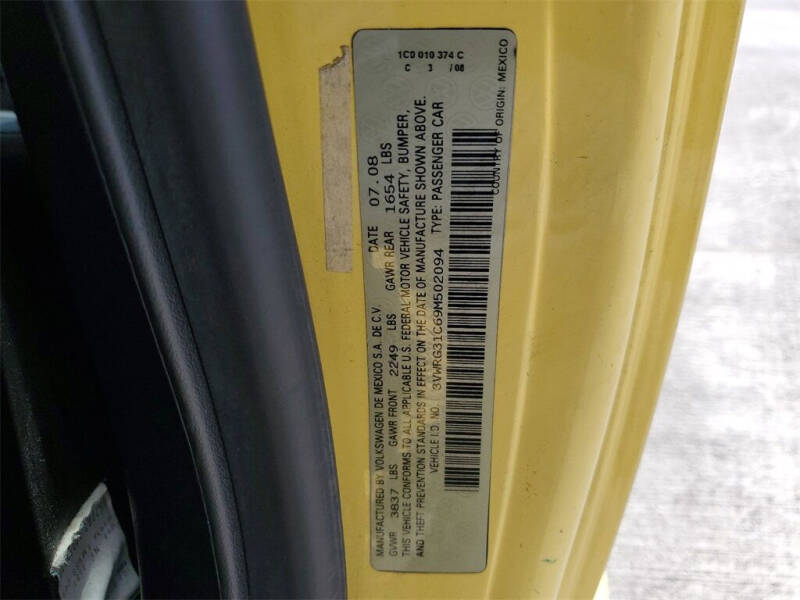 MANUFACTURED BY VOLKSWAGEN DE MEXICO S.A. DE C.V. DATE 07.08
GVWR 3837 LBS GAWR FRONT 2249 LBS GAWR REAR 1654 LBS
THIS VEHICLE CONFORMS TO ALL APPLICABLE U.S. FEDERAL MOTOR VEHICLE SAFETY, BUMPER,
AND THEFT PREVENTION STANDARDS IN EFFECT ON THE DATE OF MANUFACTURE SHOWN ABOVE.
VEHICLE I.D. NO. 3VWRG31C69M502094 TYPE: PASSENGER CAR
COUNTRY OF ORIGIN: MEXICO
1C0 010 374 C
C 3 /08